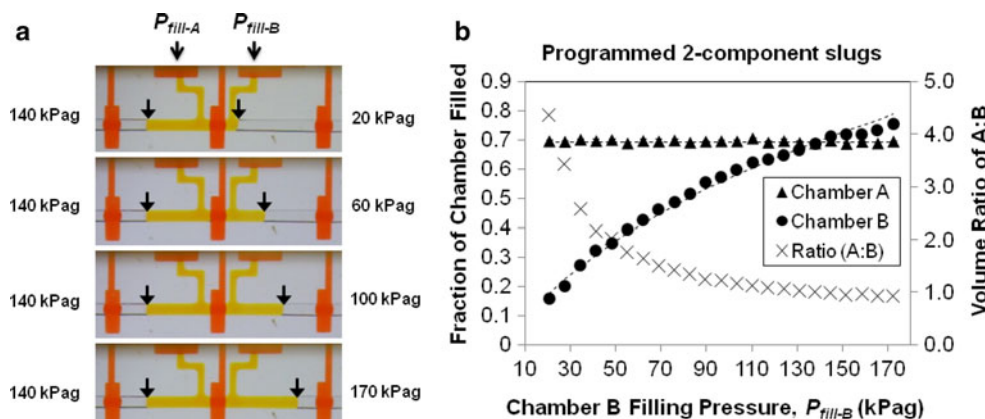 a
P_fill-A P_fill-B
140 kPag 20 kPag
140 kPag 60 kPag
140 kPag 100 kPag
140 kPag 170 kPag
b
Programmed 2-component slugs
Fraction of Chamber Filled
0.9
0.8
0.7
0.6
0.5
0.4
0.3
0.2
0.1
0
5.0
4.0
3.0
2.0
1.0
0.0
Volume Ratio of A:B
Chamber A
Chamber B
Ratio (A:B)
10 30 50 70 90 110 130 150 170
Chamber B Filling Pressure, P_fill-B (kPag)